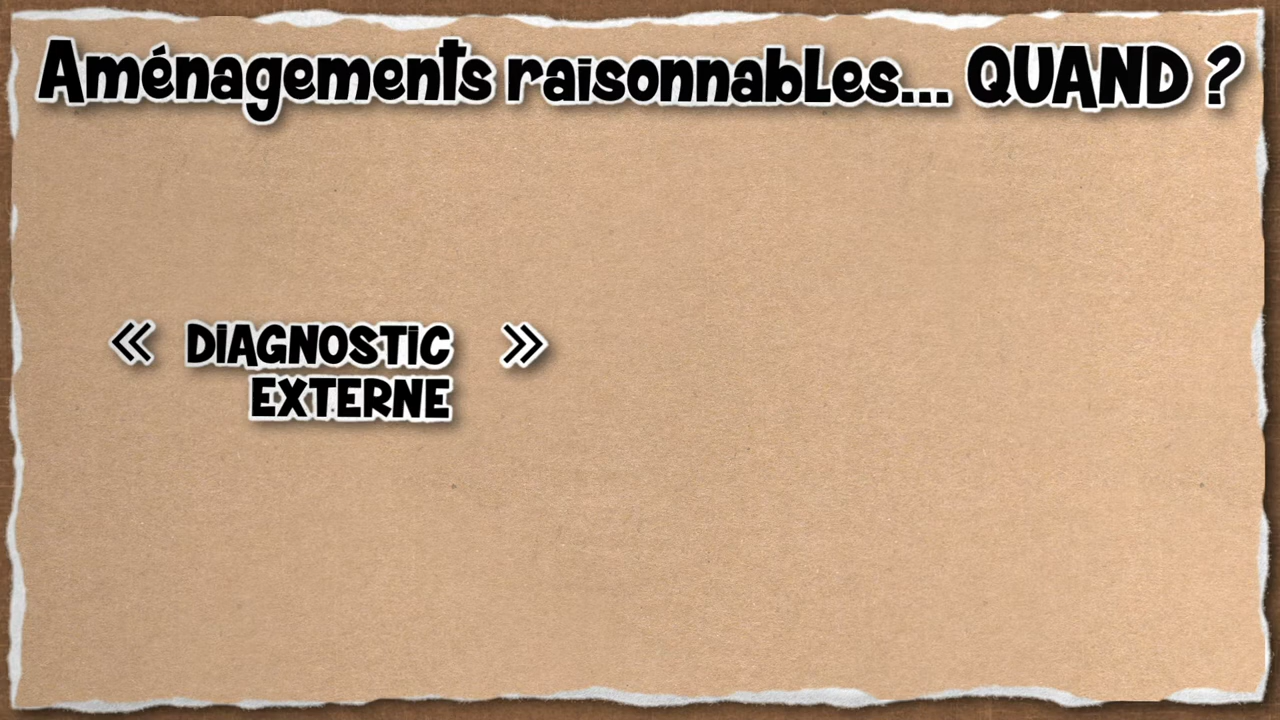 Aménagements raisonnables... QUAND ?
« DIAGNOSTIC »
EXTERNE